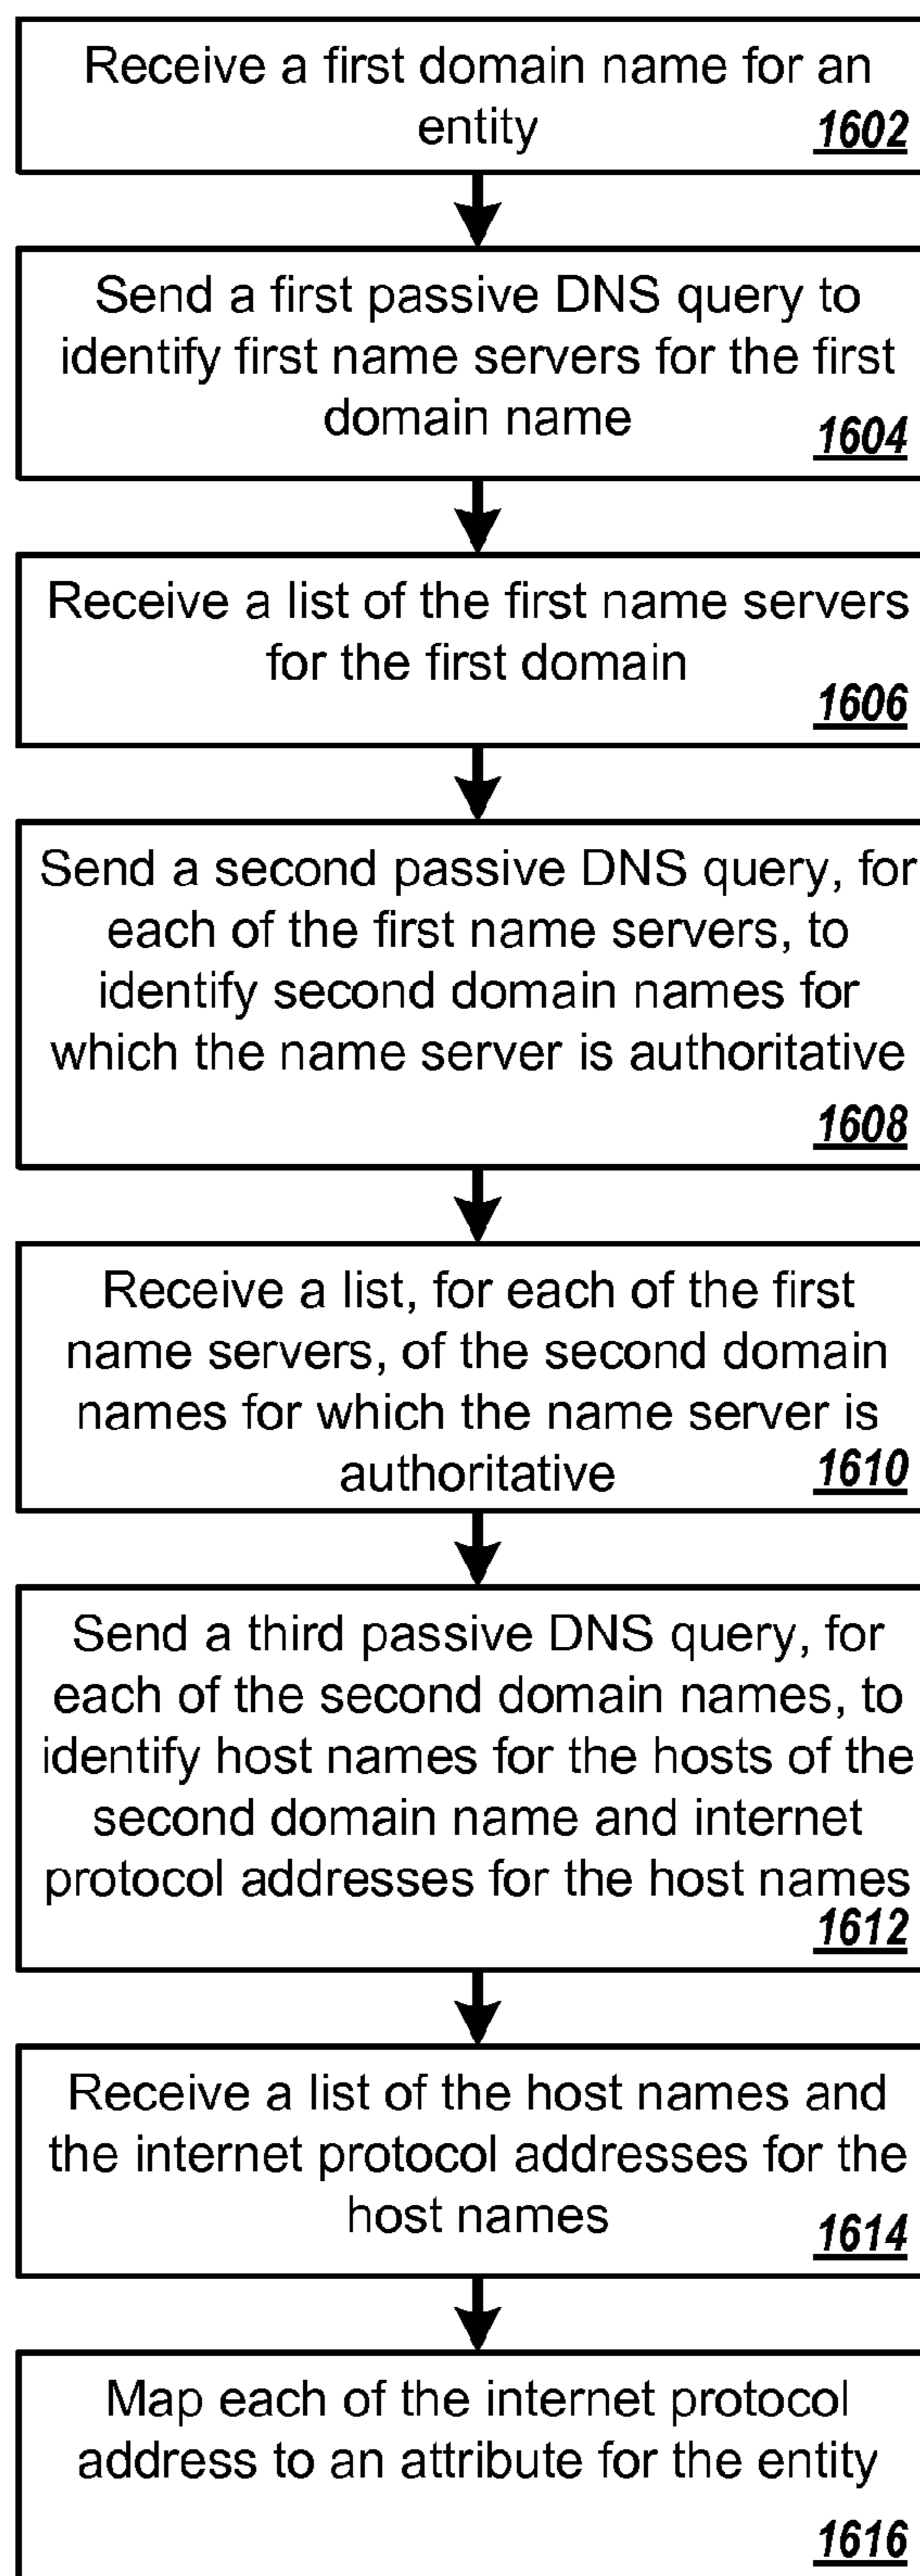 Receive a first domain name for an
entity 1602
Send a first passive DNS query to
identify first name servers for the first
domain name 1604
Receive a list of the first name servers
for the first domain
1606
Send a second passive DNS query, for
each of the first name servers, to
identify second domain names for
which the name server is authoritative
1608
Receive a list, for each of the first
name servers, of the second domain
names for which the name server is
authoritative 1610
Send a third passive DNS query, for
each of the second domain names, to
identify host names for the hosts of the
second domain name and internet
protocol addresses for the host names
1612
Receive a list of the host names and
the internet protocol addresses for the
host names 1614
Map each of the internet protocol
address to an attribute for the entity
1616